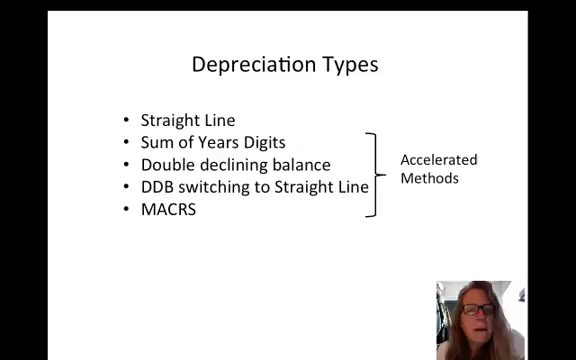 Depreciation Types
• Straight Line
• Sum of Years Digits
• Double declining balance
• DDB switching to Straight Line
• MACRS
Accelerated
Methods